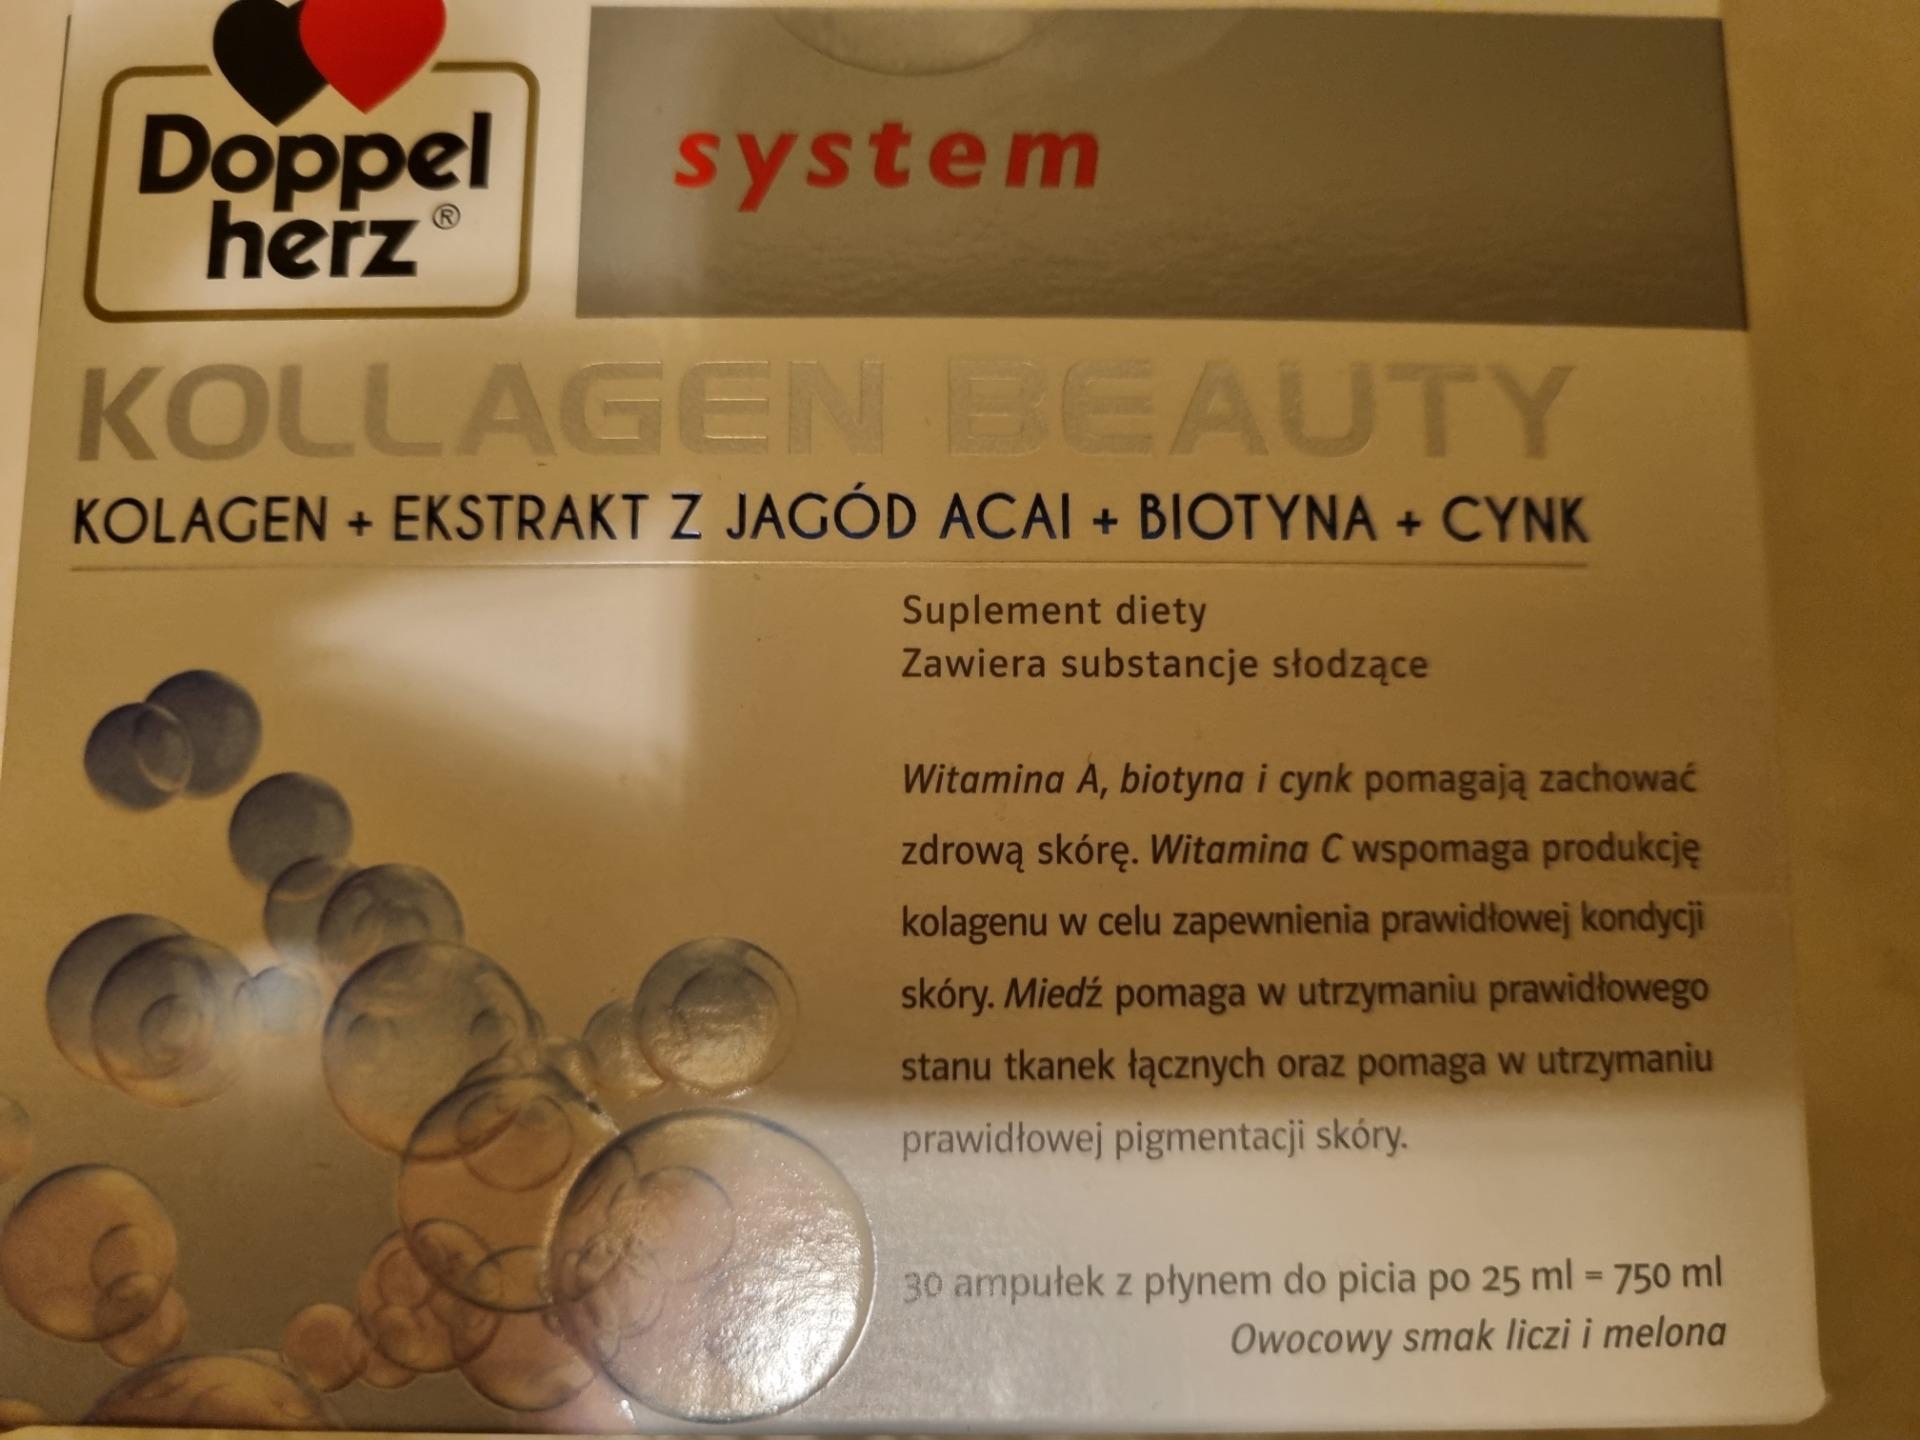 Doppel
herz®
system
KOLLAGEN BEAUTY
KOLAGEN + EKSTRAKT Z JAGÓD ACAI + BIOTYNA + CYNK
Suplement diety
Zawiera substancje słodzące
Witamina A, biotyna i cynk pomagają zachować
zdrową skórę. Witamina C wspomaga produkcję
kolagenu w celu zapewnienia prawidłowej kondycji
skóry. Miedź pomaga w utrzymaniu prawidłowego
stanu tkanek łącznych oraz pomaga w utrzymaniu
prawidłowej pigmentacji skóry.
30 ampułek z płynem do picia po 25 ml = 750 ml
Owocowy smak liczi i melona